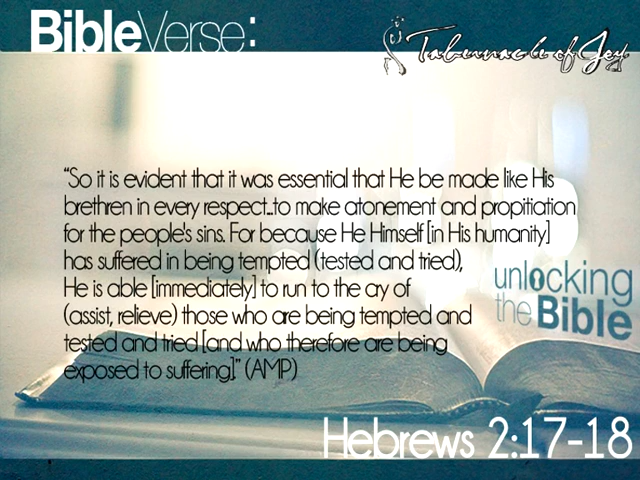 BibleVerse:
Tabernacle of Joy
“So it is evident that it was essential that He be made like His
brethren in every respect...to make atonement and propitiation
for the people's sins. For because He Himself [in His humanity]
has suffered in being tempted (tested and tried),
He is able [immediately] to run to the cry of
(assist, relieve) those who are being tempted and
tested and tried [and who therefore are being
exposed to suffering].” (AMP)
unlocking
the Bible
Hebrews 2:17-18